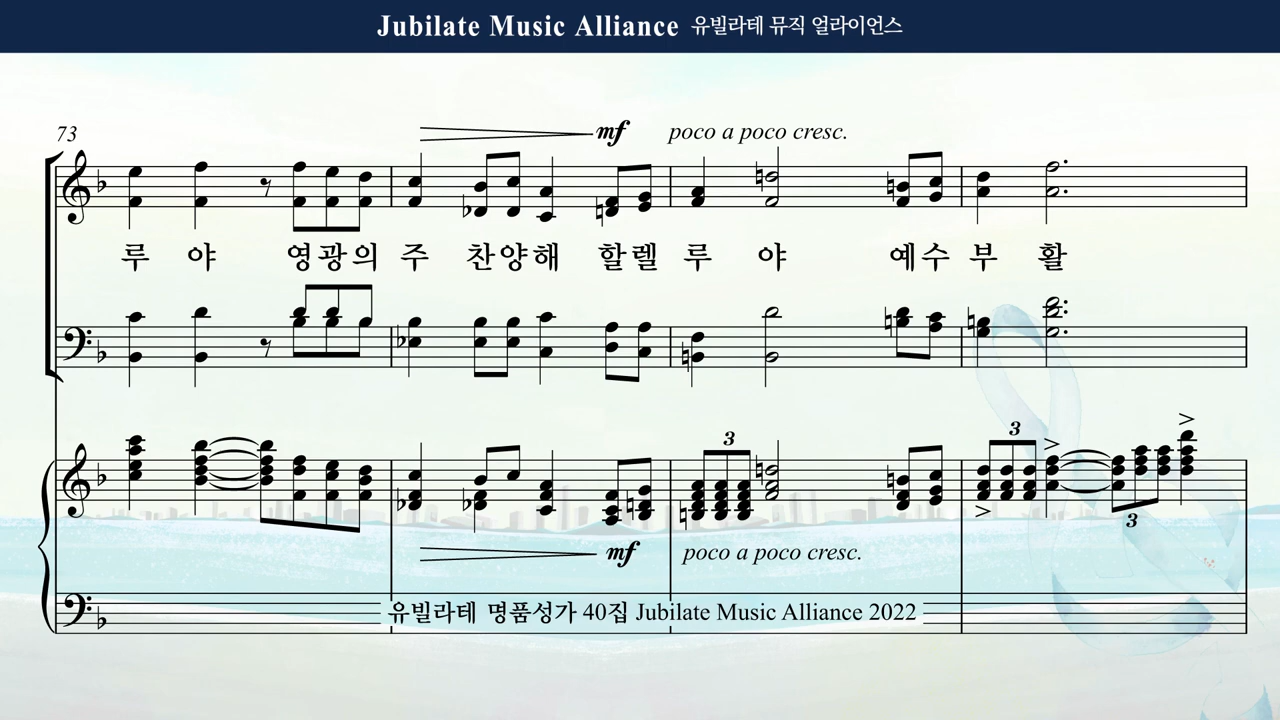 Jubilate Music Alliance 유빌라테 뮤직 얼라이언스
73
mf poco a poco cresc.
루 야 영광의 주 찬양해 할렐 루 야 예수 부 활
3 3
3
mf poco a poco cresc.
유빌라테 명품성가 40집 Jubilate Music Alliance 2022